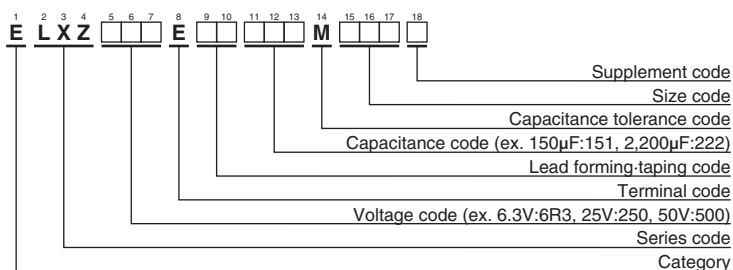 1 2 3 4 5 6 7 8 9 10 11 12 13 14 15 16 17 18
E L X Z E M
Supplement code
Size code
Capacitance tolerance code
Capacitance code (ex. 150μF:151, 2,200μF:222)
Lead forming·taping code
Terminal code
Voltage code (ex. 6.3V:6R3, 25V:250, 50V:500)
Series code
Category